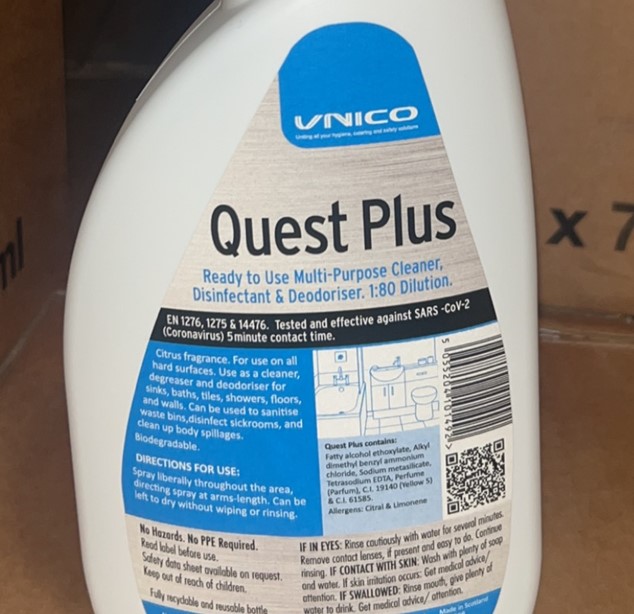 VNICO
Uniting all your hygiene, catering and safety solutions
Quest Plus
Ready to Use Multi-Purpose Cleaner,
Disinfectant & Deodoriser. 1:80 Dilution.
EN 1276, 1275 & 14476. Tested and effective against SARS -CoV-2
(Coronavirus) 5minute contact time.
Citrus fragrance. For use on all
hard surfaces. Use as a cleaner,
degreaser and deodoriser for
sinks, baths, tiles, showers, floors,
and walls. Can be used to sanitise
waste bins,disinfect sickrooms, and
clean up body spillages.
Biodegradable.
DIRECTIONS FOR USE:
Spray liberally throughout the area,
directing spray at arms-length. Can be
left to dry without wiping or rinsing.
Quest Plus contains:
Fatty alcohol ethoxylate, Alkyl
dimethyl benzyl ammonium
chloride, Sodium metasilicate,
Tetrasodium EDTA, Perfume
(Parfum), C.I. 19140 (Yellow 5)
& C.I. 61585.
Allergens: Citral & Limonene
No Hazards. No PPE Required.
Read label before use.
Safety data sheet available on request.
Keep out of reach of children.
Fully recyclable and reusable bottle
IF IN EYES: Rinse cautiously with water for several minutes.
Remove contact lenses, if present and easy to do. Continue
rinsing. IF CONTACT WITH SKIN: Wash with plenty of soap
and water. If skin irritation occurs: Get medical advice/
attention. IF SWALLOWED: Rinse mouth, give plenty of
water to drink. Get medical advice/ attention.
Made in Scotland
ml
x 7